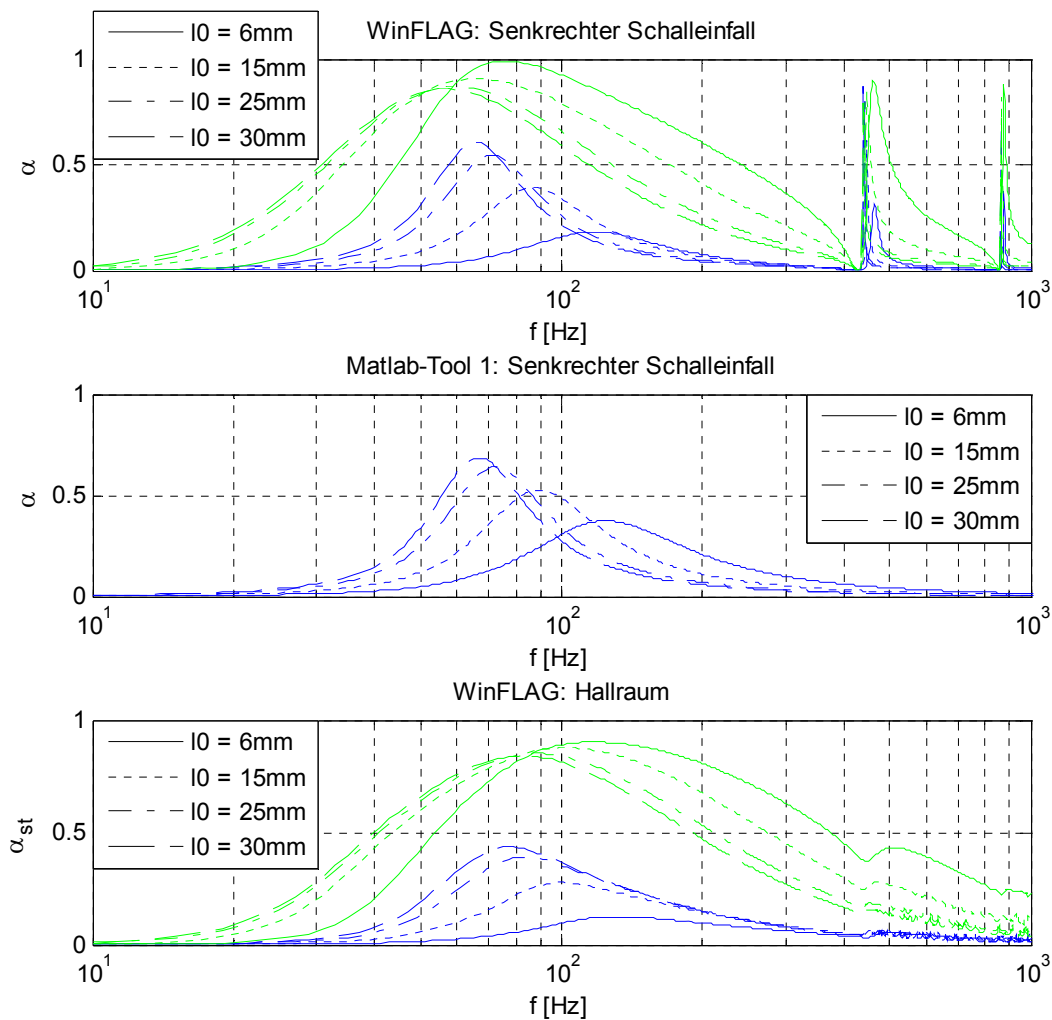 WinFLAG: Senkrechter Schalleinfall
l0 = 6mm
l0 = 15mm
l0 = 25mm
l0 = 30mm
1
0.5
0
α
10^1
10^2
10^3
f [Hz]
Matlab-Tool 1: Senkrechter Schalleinfall
l0 = 6mm
l0 = 15mm
l0 = 25mm
l0 = 30mm
1
0.5
0
α
10^1
10^2
10^3
f [Hz]
WinFLAG: Hallraum
l0 = 6mm
l0 = 15mm
l0 = 25mm
l0 = 30mm
1
0.5
0
α_st
10^1
10^2
10^3
f [Hz]